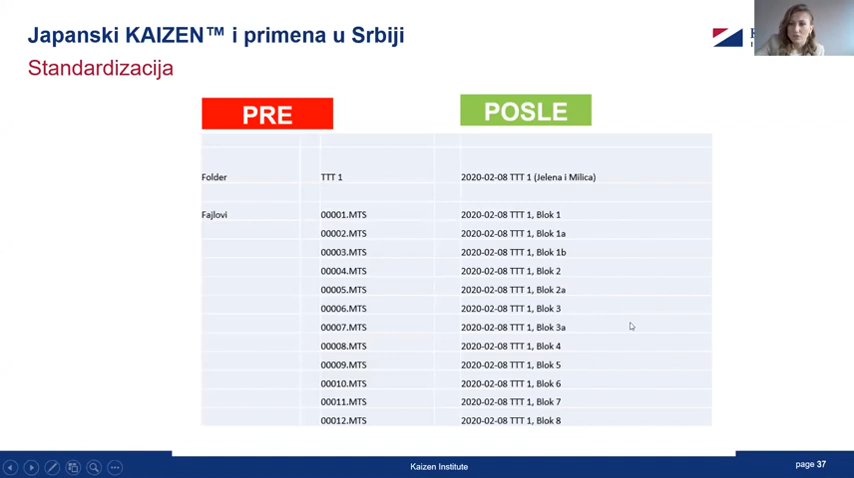 Japanski KAIZEN™ i primena u Srbiji
Standardizacija
PRE POSLE
Folder TTT 1 2020-02-08 TTT 1 (Jelena i Milica)
Fajlovi 00001.MTS 2020-02-08 TTT 1, Blok 1
00002.MTS 2020-02-08 TTT 1, Blok 1a
00003.MTS 2020-02-08 TTT 1, Blok 1b
00004.MTS 2020-02-08 TTT 1, Blok 2
00005.MTS 2020-02-08 TTT 1, Blok 2a
00006.MTS 2020-02-08 TTT 1, Blok 3
00007.MTS 2020-02-08 TTT 1, Blok 3a
00008.MTS 2020-02-08 TTT 1, Blok 4
00009.MTS 2020-02-08 TTT 1, Blok 5
00010.MTS 2020-02-08 TTT 1, Blok 6
00011.MTS 2020-02-08 TTT 1, Blok 7
00012.MTS 2020-02-08 TTT 1, Blok 8
Kaizen Institute
page 37